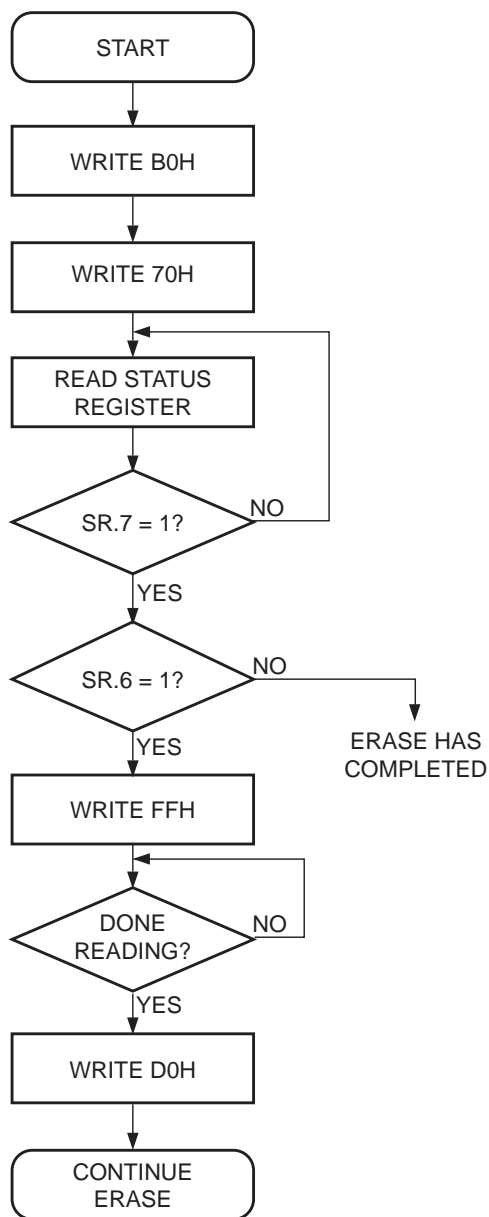 START
WRITE B0H
WRITE 70H
READ STATUS
REGISTER
SR.7 = 1?
NO
YES
SR.6 = 1?
NO
YES
ERASE HAS
COMPLETED
WRITE FFH
DONE
READING?
NO
YES
WRITE D0H
CONTINUE
ERASE